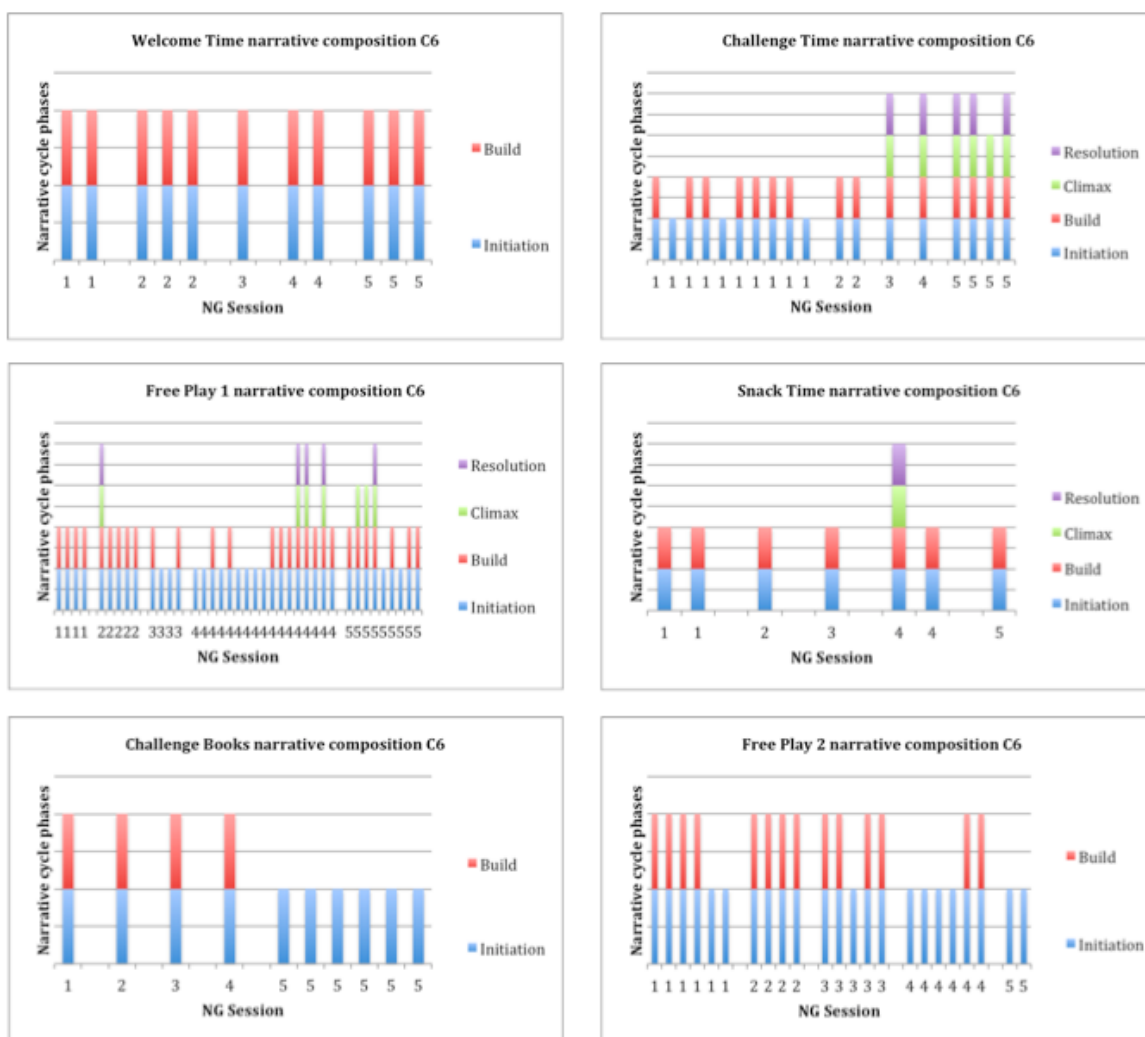 Welcome Time narrative composition C6
Narrative cycle phases
Build
Initiation
1 1 2 2 2 3 4 4 5 5 5
NG Session
Challenge Time narrative composition C6
Narrative cycle phases
Resolution
Climax
Build
Initiation
1 1 1 1 1 1 1 1 1 1 2 2 3 4 5 5 5 5
NG Session
Free Play 1 narrative composition C6
Narrative cycle phases
Resolution
Climax
Build
Initiation
1111 22222 3333 44444444444444444 555555555
NG Session
Snack Time narrative composition C6
Narrative cycle phases
Resolution
Climax
Build
Initiation
1 1 2 3 4 4 5
NG Session
Challenge Books narrative composition C6
Narrative cycle phases
Build
Initiation
1 2 3 4 5 5 5 5 5 5
NG Session
Free Play 2 narrative composition C6
Narrative cycle phases
Build
Initiation
1 1 1 1 1 1 2 2 2 2 3 3 3 3 3 4 4 4 4 4 4 5 5
NG Session